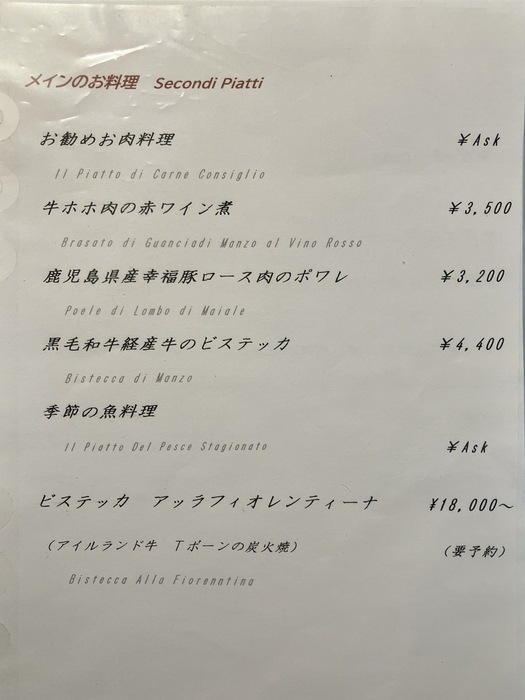 メインのお料理 Secondi Piatti
お勧めお肉料理 ￥Ask
Il Piatto di Carne Consiglio
牛ホホ肉の赤ワイン煮 ￥3,500
Brasato di Guanciadi Manzo al Vino Rosso
鹿児島県産幸福豚ロース肉のポワレ ￥3,200
Poele di Lombo di Maiale
黒毛和牛経産牛のビステッカ ￥4,400
Bistecca di Manzo
季節の魚料理
Il Piatto Del Pesce Stagionato ￥Ask
ビステッカ アッラフィオレンティーナ ¥18,000～
（アイルランド牛 Tボーンの炭火焼） （要予約）
Bistecca Alla Fiorenntina